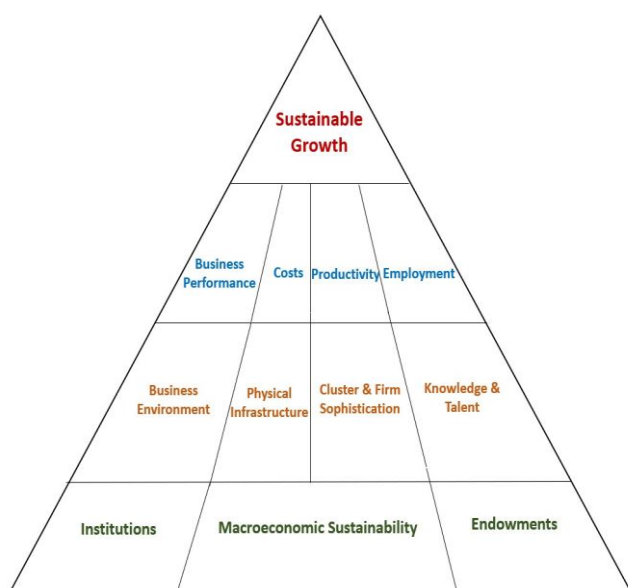 Sustainable
Growth
Business
Performance
Costs
Productivity
Employment
Business
Environment
Physical
Infrastructure
Cluster & Firm
Sophistication
Knowledge &
Talent
Institutions
Macroeconomic Sustainability
Endowments